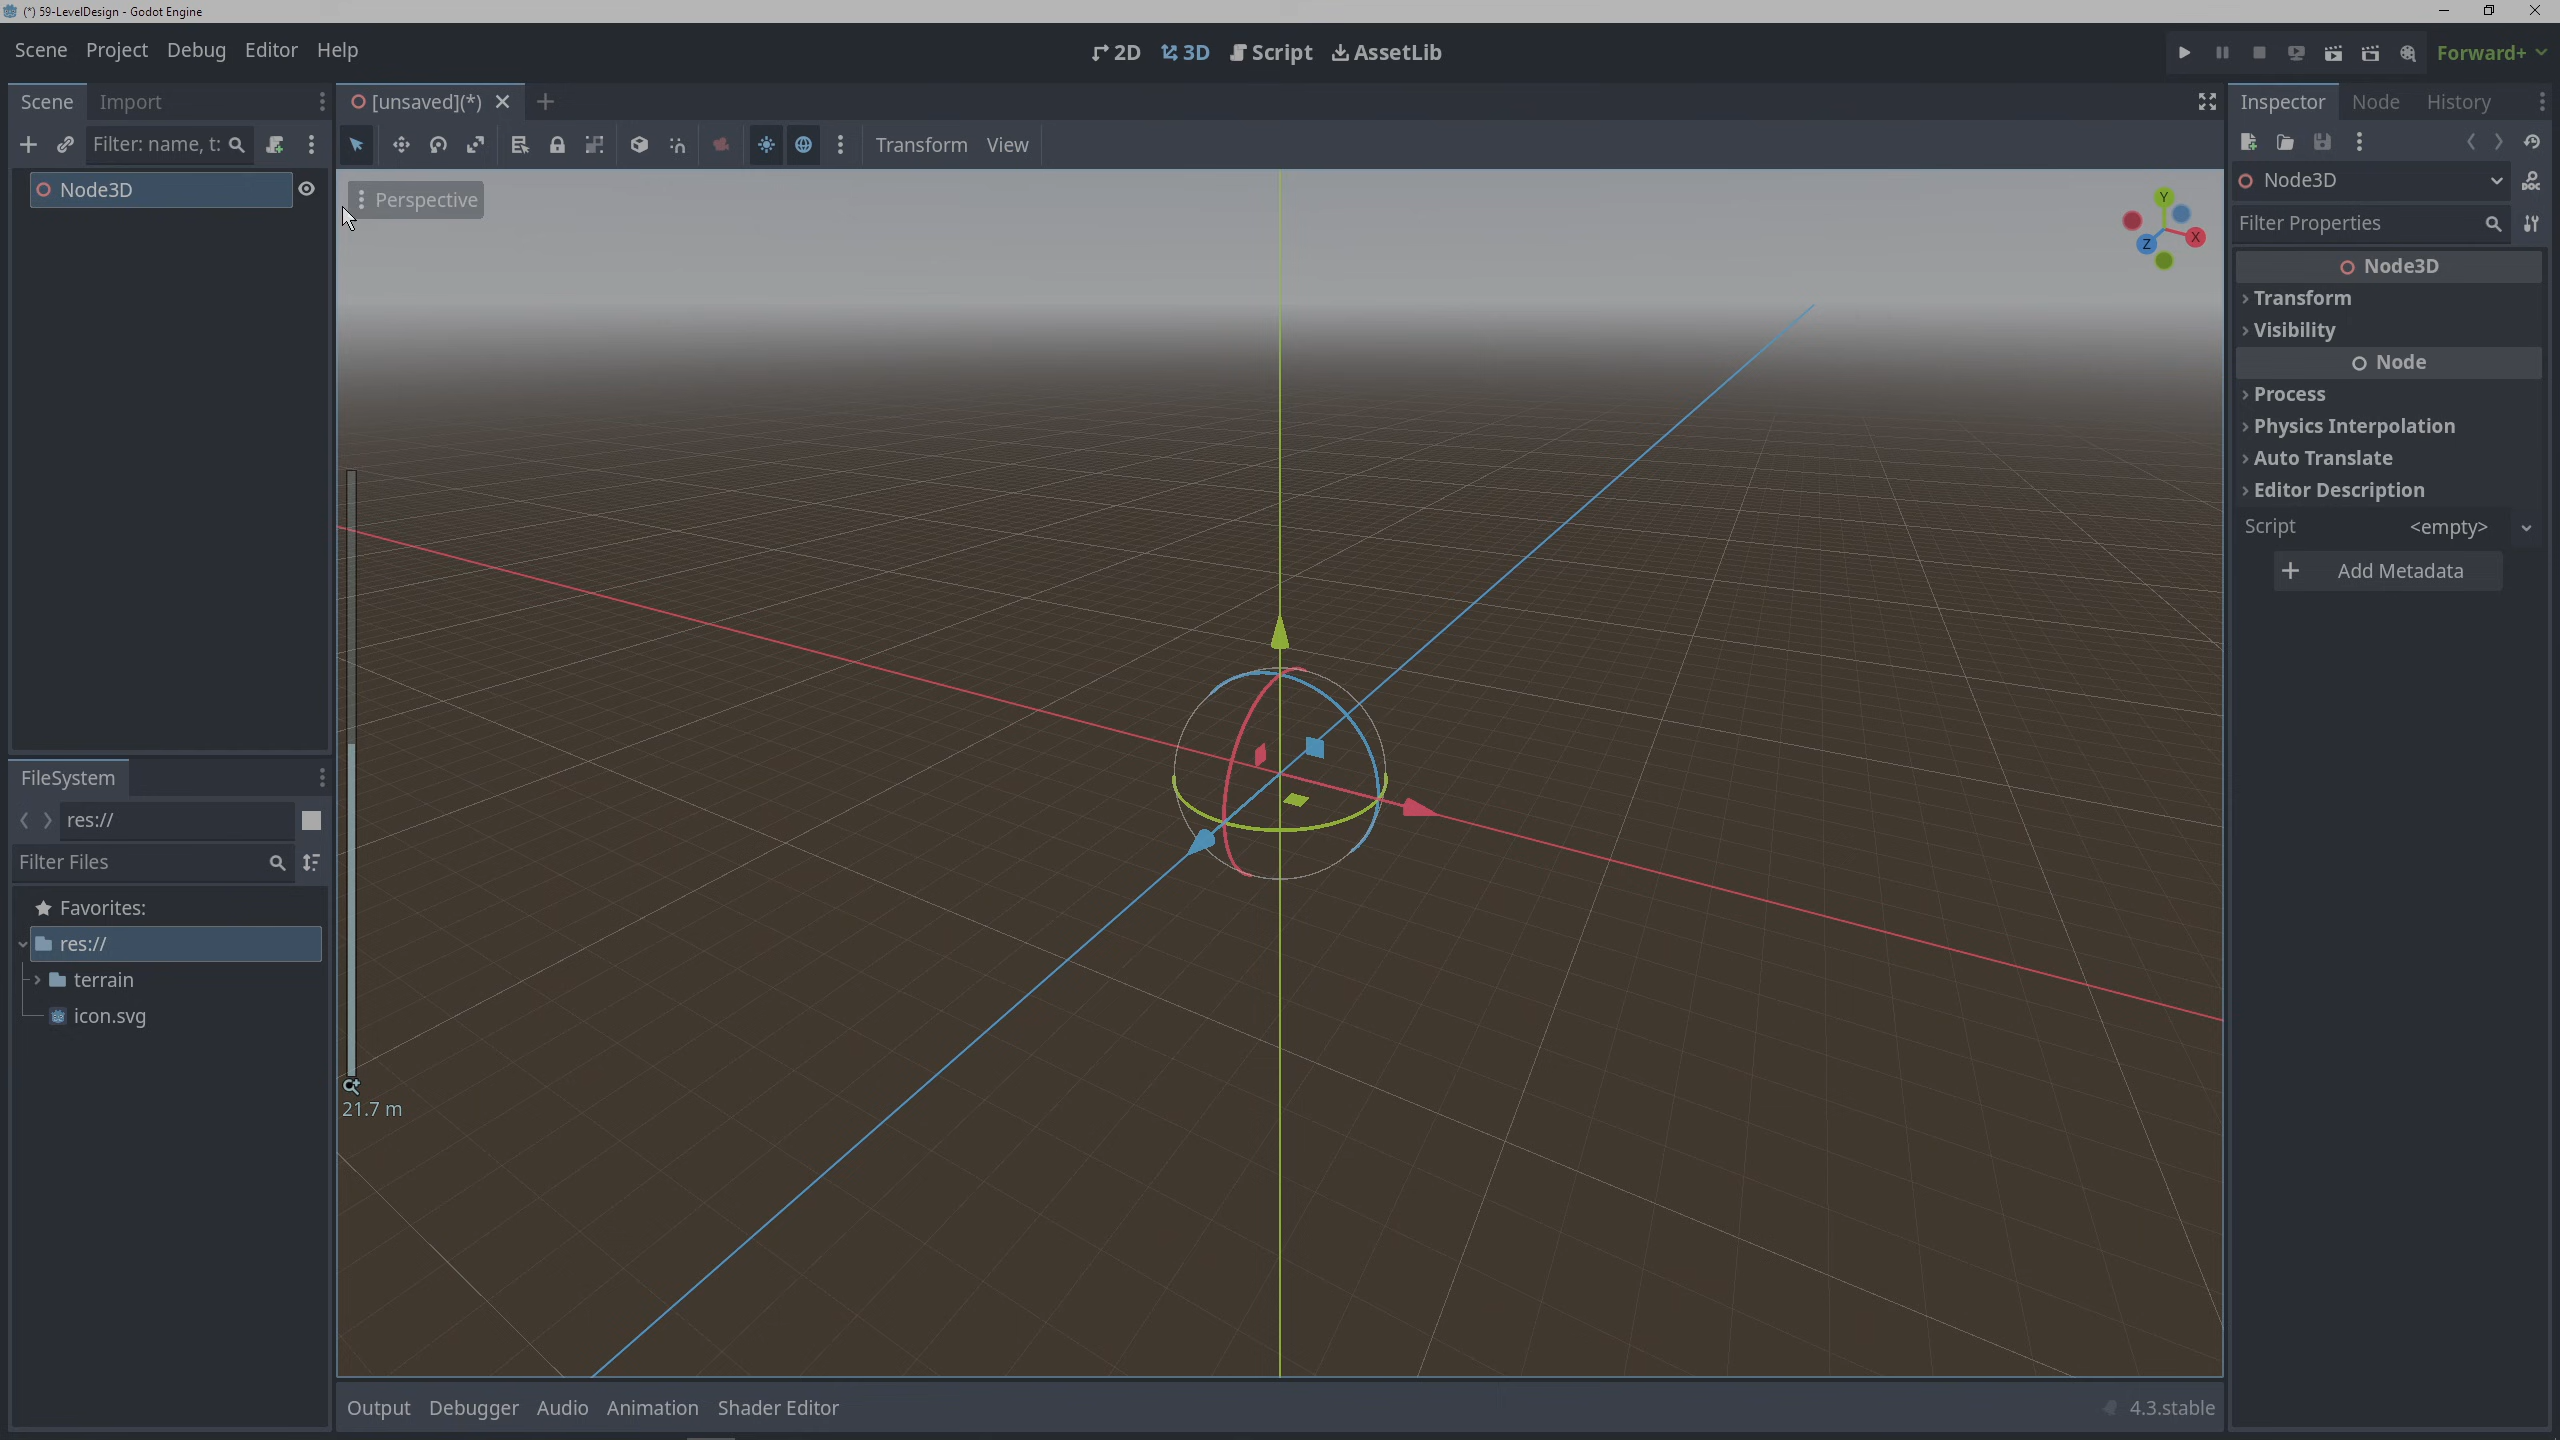 (*) 59-LevelDesign - Godot Engine
Scene Project Debug Editor Help
2D 3D Script AssetLib
Forward+
Scene Import
[unsaved](*)
Inspector Node History
Filter: name, t:
Transform View
Node3D
Perspective
Y
X
Z
Node3D
Filter Properties
Node3D
Transform
Visibility
Node
Process
Physics Interpolation
Auto Translate
Editor Description
Script <empty>
Add Metadata
FileSystem
res://
Filter Files
Favorites:
res://
terrain
icon.svg
21.7 m
Output Debugger Audio Animation Shader Editor
4.3.stable